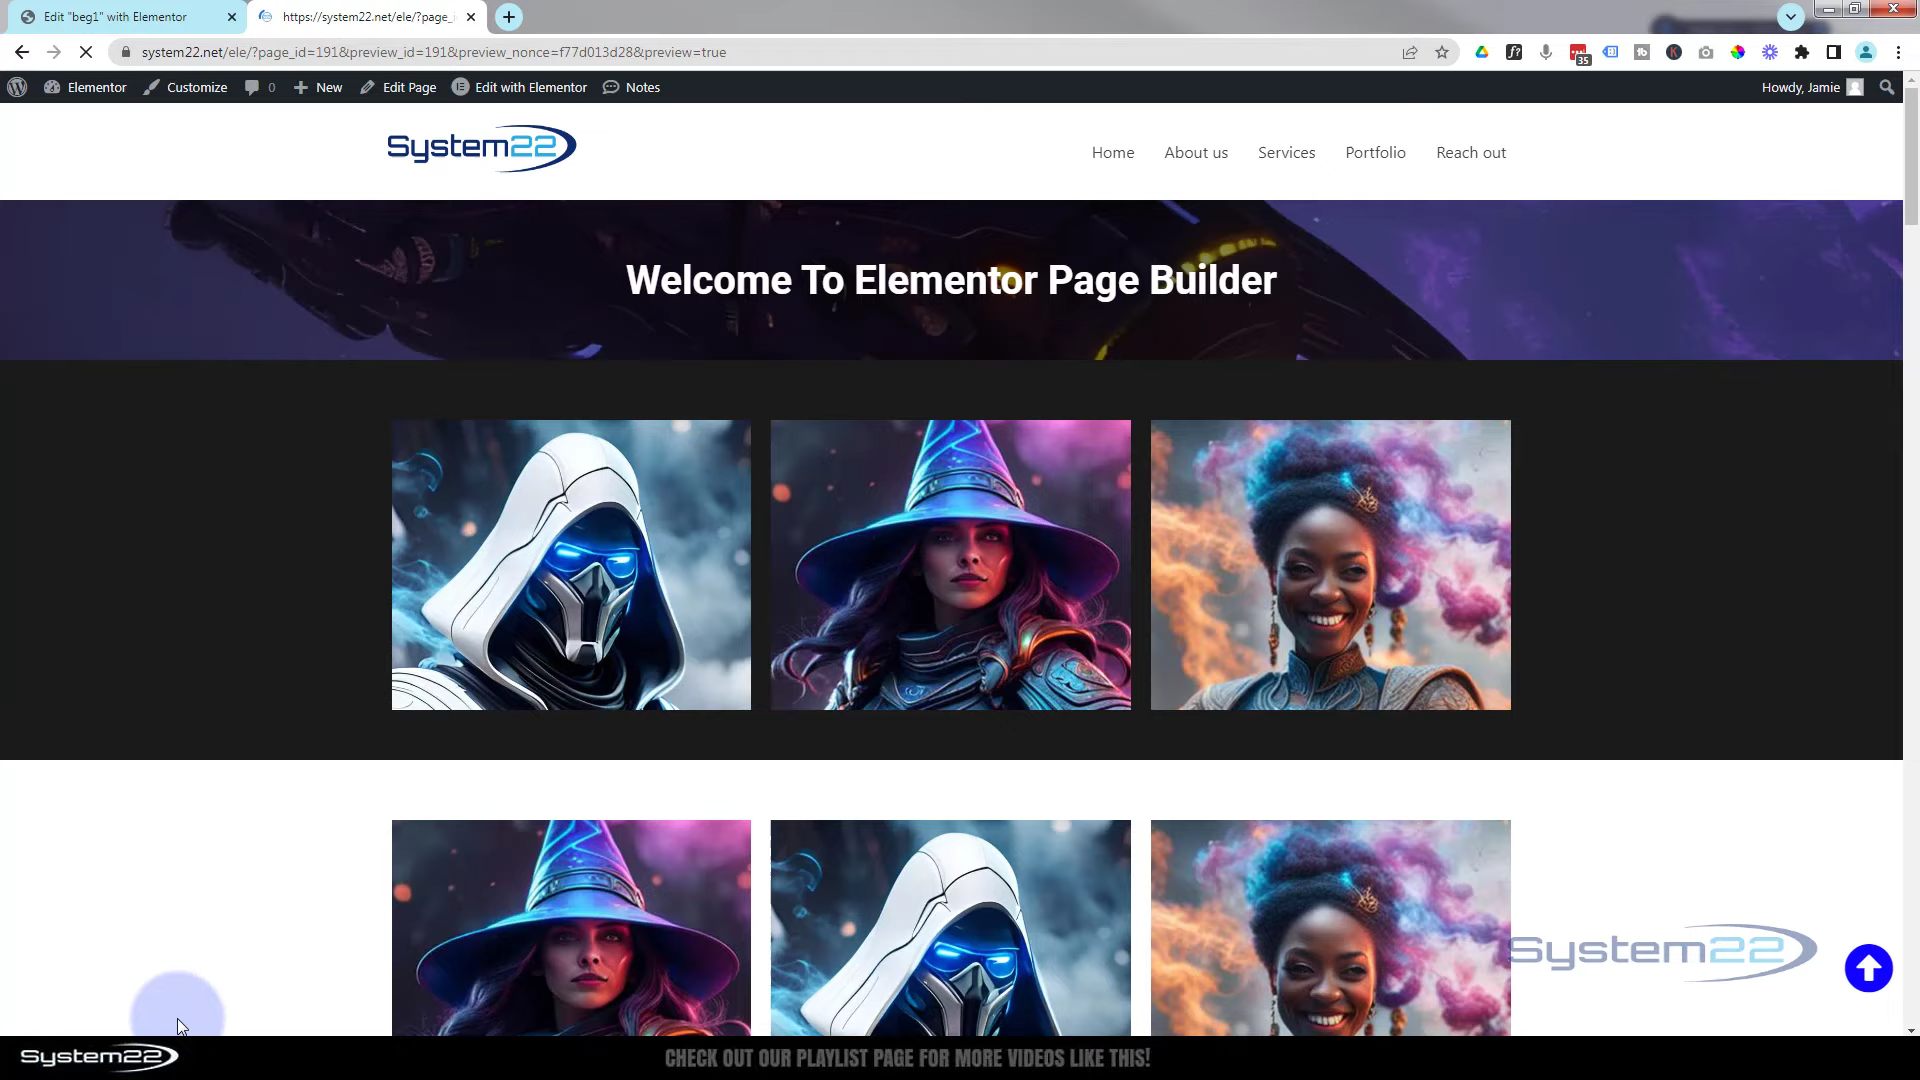 Edit "beg1" with Elementor
https://system22.net/ele/?page_i
system22.net/ele/?page_id=191&preview_id=191&preview_nonce=f77d013d28&preview=true
35
Elementor
Customize
0
New
Edit Page
Edit with Elementor
Notes
Howdy, Jamie
System22
Home
About us
Services
Portfolio
Reach out
Welcome To Elementor Page Builder
System22
System22
CHECK OUT OUR PLAYLIST PAGE FOR MORE VIDEOS LIKE THIS!